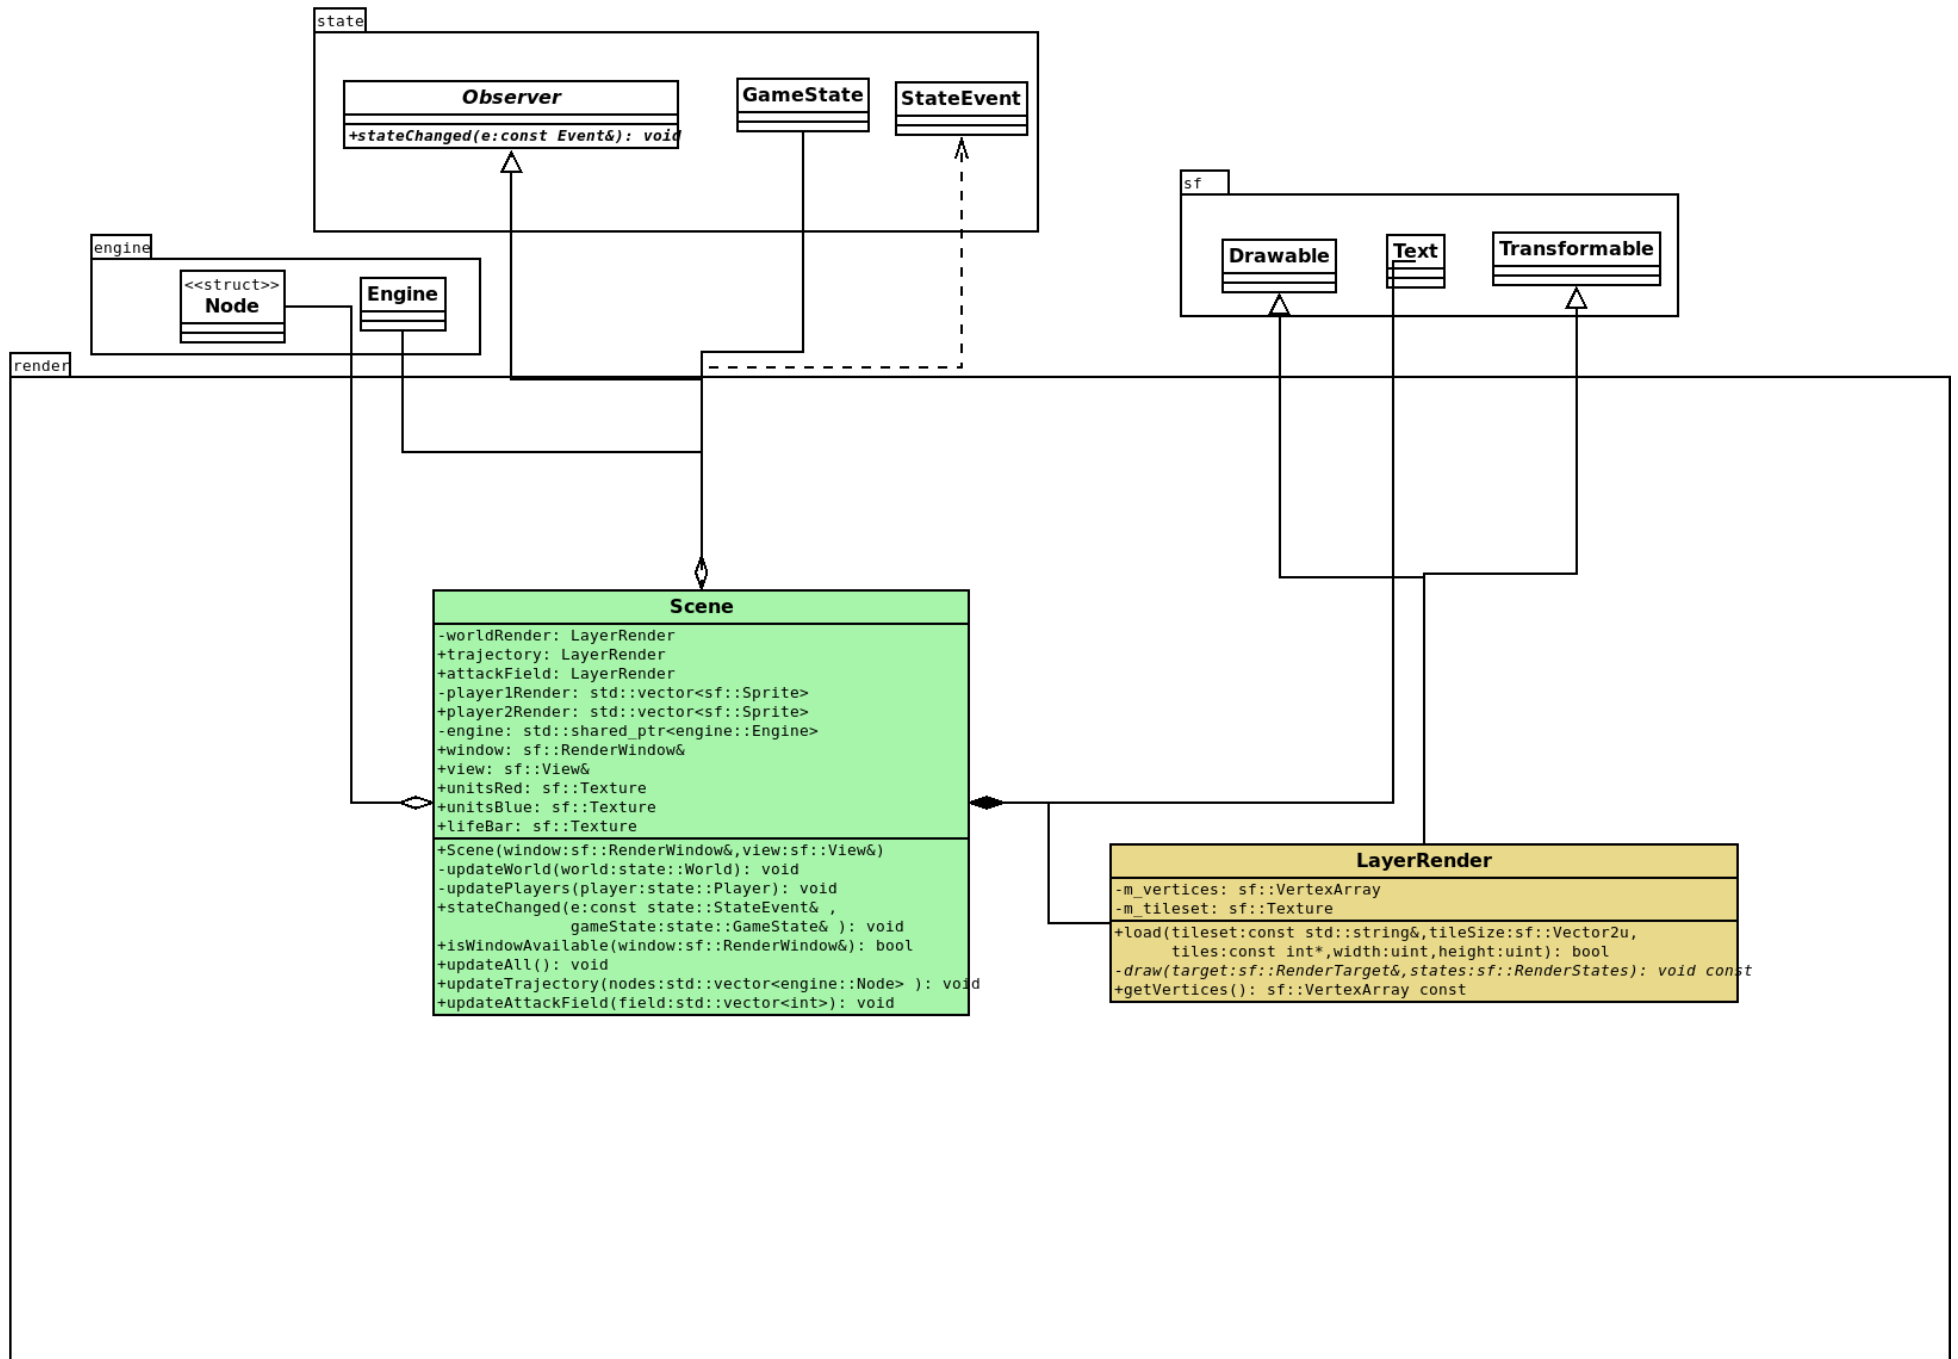 state
Observer
+stateChanged(e:const Event&): void
GameState
StateEvent
sf
Drawable
Text
Transformable
engine
<<struct>>
Node
Engine
render
Scene
-worldRender: LayerRender
+trajectory: LayerRender
+attackField: LayerRender
-player1Render: std::vector<sf::Sprite>
+player2Render: std::vector<sf::Sprite>
-engine: std::shared_ptr<engine::Engine>
+window: sf::RenderWindow&
+view: sf::View&
+unitsRed: sf::Texture
+unitsBlue: sf::Texture
+lifeBar: sf::Texture
+Scene(window:sf::RenderWindow&,view:sf::View&)
-updateWorld(world:state::World): void
-updatePlayers(player:state::Player): void
+stateChanged(e:const state::StateEvent& ,
gameState:state::GameState& ): void
+isWindowAvailable(window:sf::RenderWindow&): bool
+updateAll(): void
+updateTrajectory(nodes:std::vector<engine::Node> ): void
+updateAttackField(field:std::vector<int>): void
LayerRender
-m_vertices: sf::VertexArray
-m_tileset: sf::Texture
+load(tileset:const std::string&,tileSize:sf::Vector2u,
tiles:const int*,width:uint,height:uint): bool
-draw(target:sf::RenderTarget&,states:sf::RenderStates): void const
+getVertices(): sf::VertexArray const